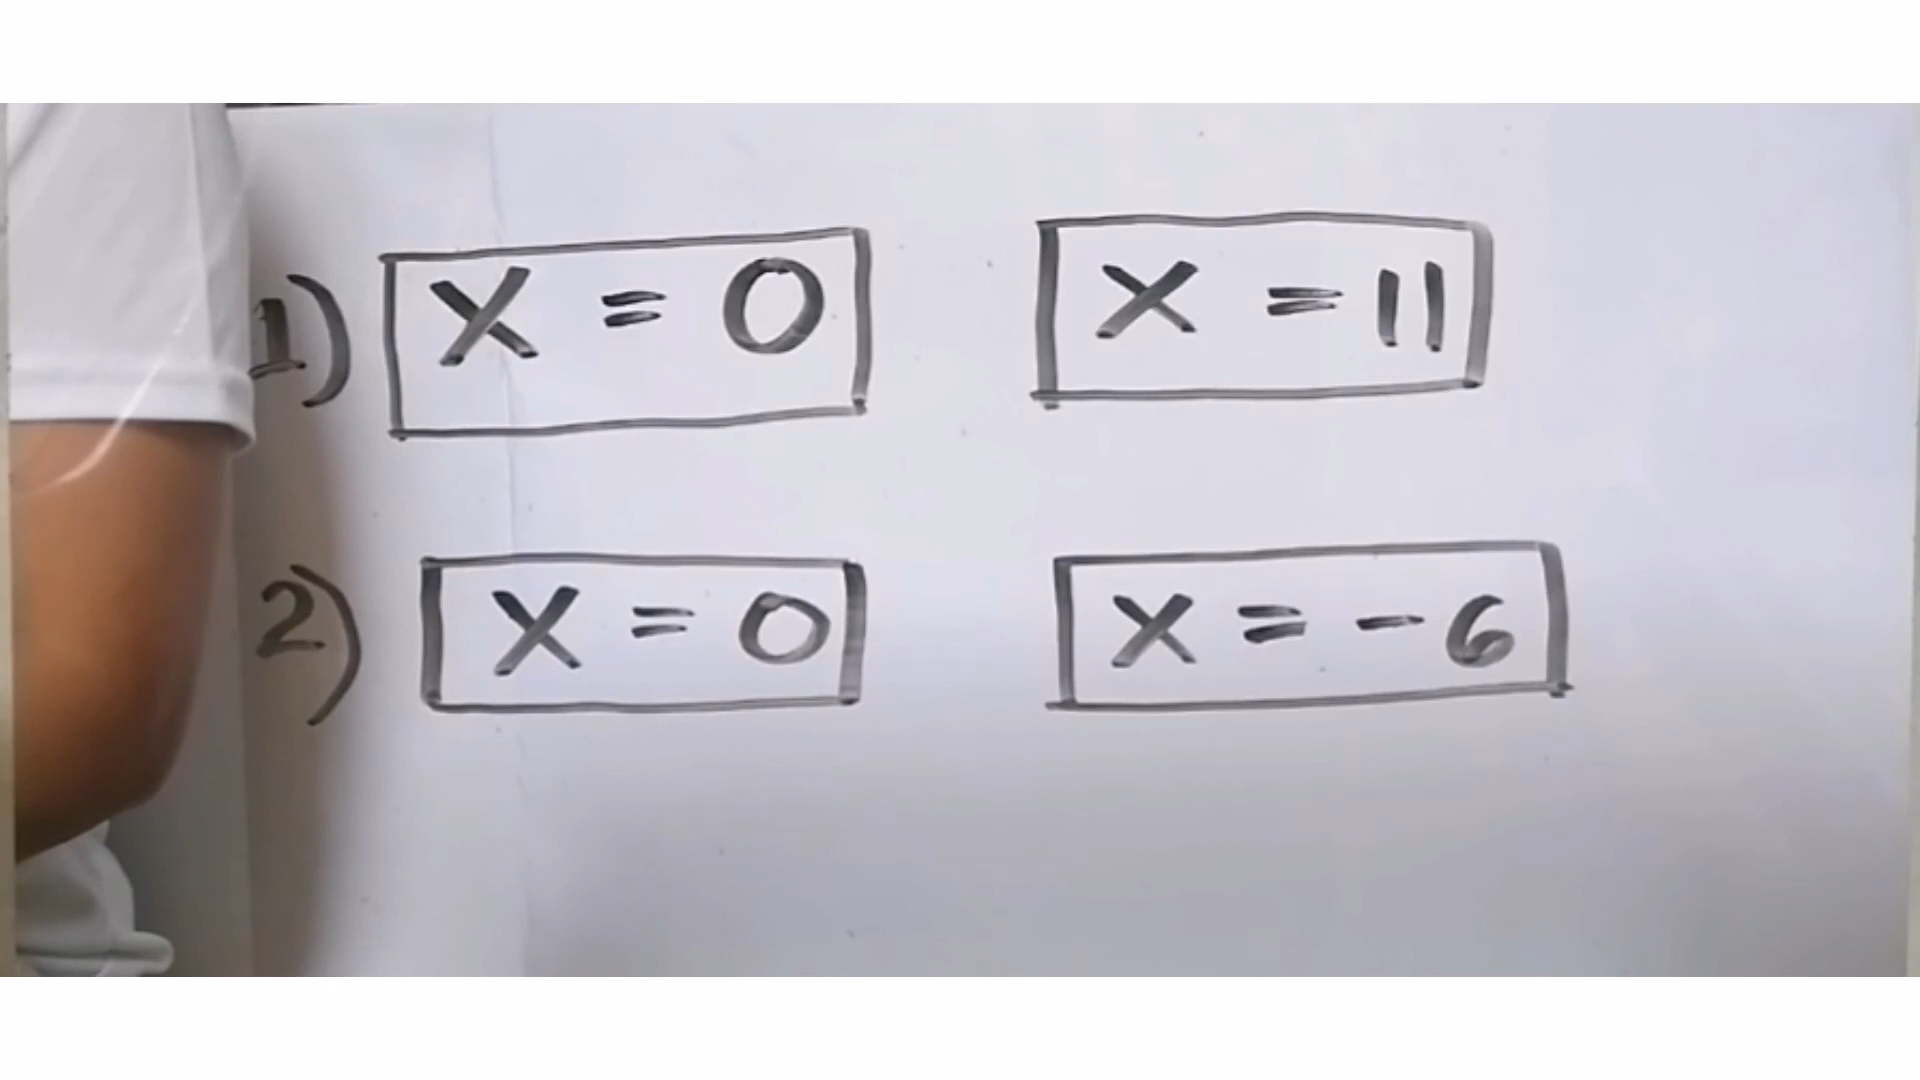 1) X = 0 X = 11
2) X = 0 X = - 6